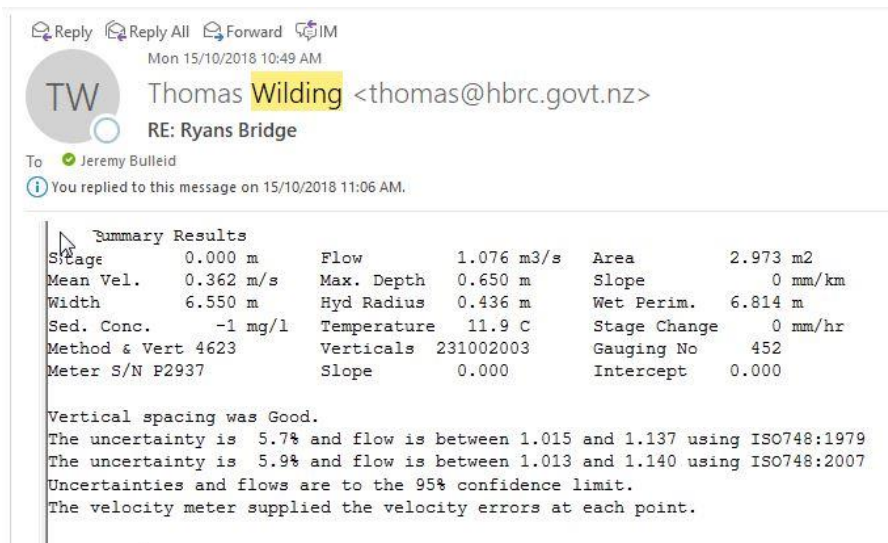 Reply Reply All Forward IM
Mon 15/10/2018 10:49 AM
TW
Thomas Wilding <thomas@hbrc.govt.nz>
RE: Ryans Bridge
To Jeremy Bulleid
You replied to this message on 15/10/2018 11:06 AM.
Summary Results
Stage 0.000 m Flow 1.076 m3/s Area 2.973 m2
Mean Vel. 0.362 m/s Max. Depth 0.650 m Slope 0 mm/km
Width 6.550 m Hyd Radius 0.436 m Wet Perim. 6.814 m
Sed. Conc. -1 mg/l Temperature 11.9 C Stage Change 0 mm/hr
Method & Vert 4623 Verticals 231002003 Gauging No 452
Meter S/N P2937 Slope 0.000 Intercept 0.000
Vertical spacing was Good.
The uncertainty is 5.7% and flow is between 1.015 and 1.137 using ISO748:1979
The uncertainty is 5.9% and flow is between 1.013 and 1.140 using ISO748:2007
Uncertainties and flows are to the 95% confidence limit.
The velocity meter supplied the velocity errors at each point.